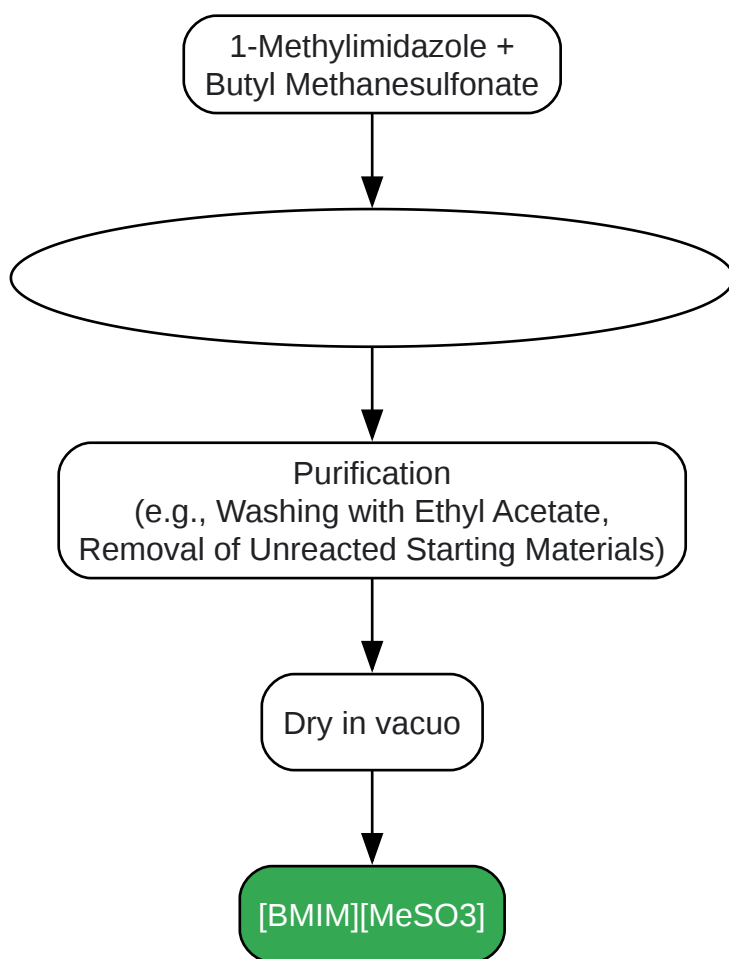 1-Methylimidazole +
Butyl Methanesulfonate
Purification
(e.g., Washing with Ethyl Acetate,
Removal of Unreacted Starting Materials)
Dry in vacuo
[BMIM][MeSO3]